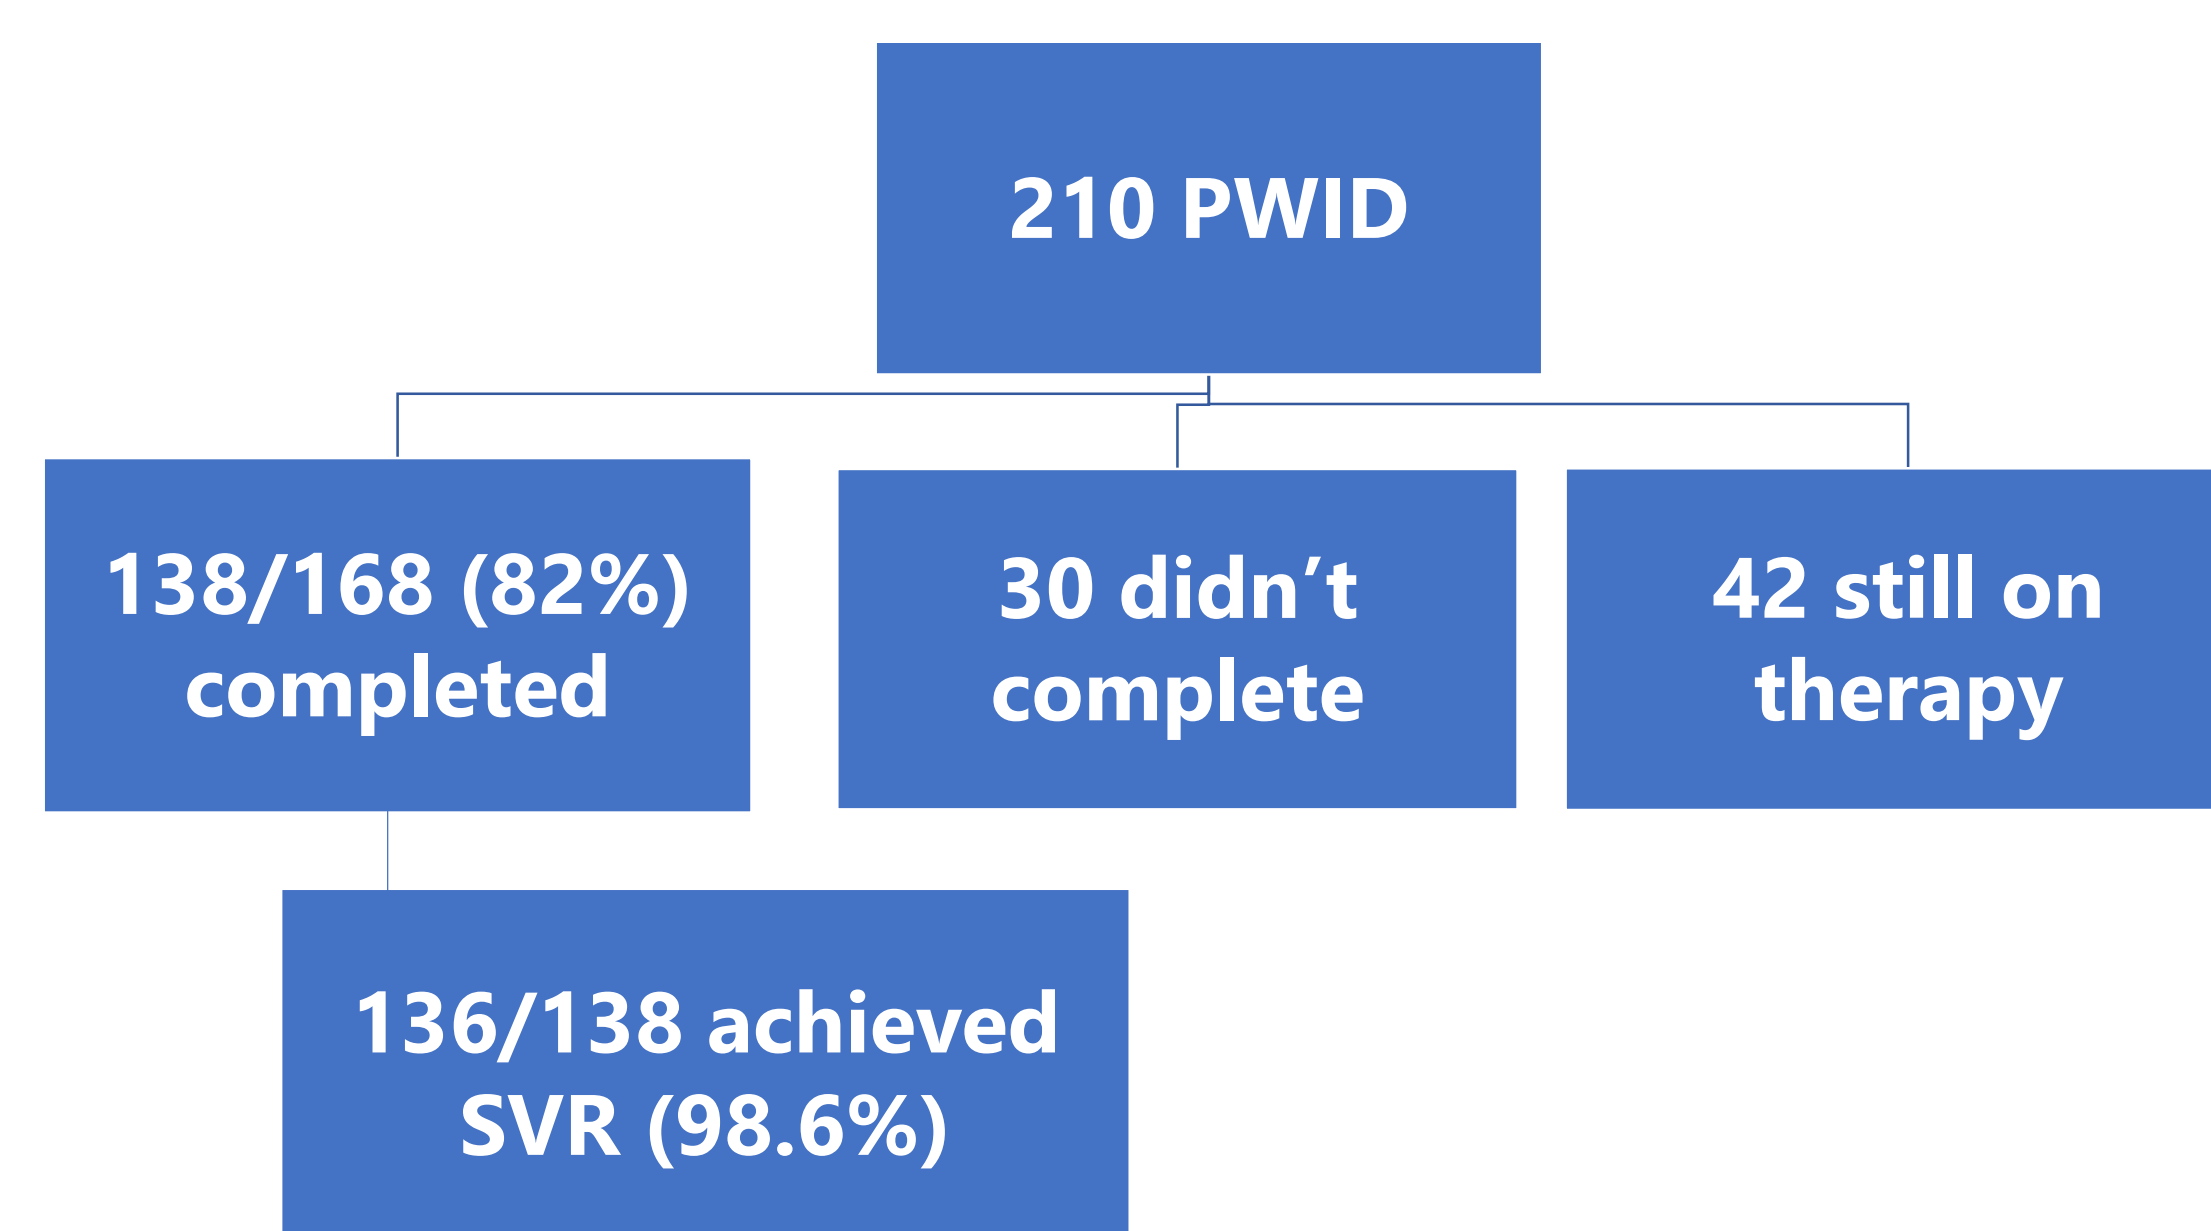 210 PWID
138/168 (82%)
completed
30 didn’t
complete
42 still on
therapy
136/138 achieved
SVR (98.6%)